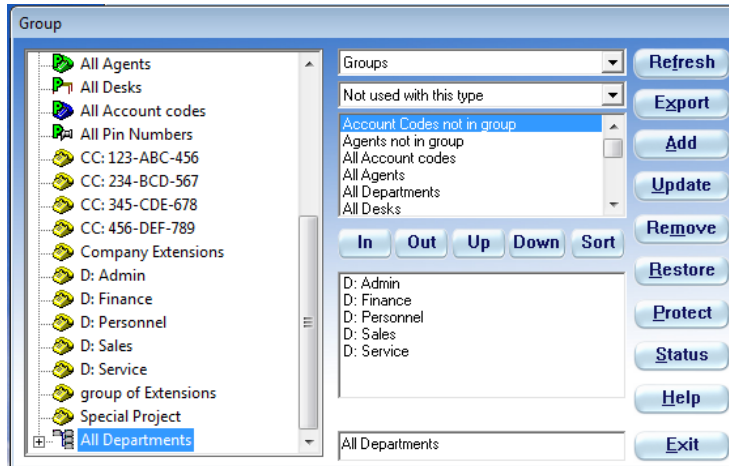 Group
All Agents
All Desks
All Account codes
All Pin Numbers
CC: 123-ABC-456
CC: 234-BCD-567
CC: 345-CDE-678
CC: 456-DEF-789
Company Extensions
D: Admin
D: Finance
D: Personnel
D: Sales
D: Service
group of Extensions
Special Project
All Departments
Groups
Not used with this type
Account Codes not in group
Agents not in group
All Account codes
All Agents
All Departments
All Desks
In Out Up Down Sort
D: Admin
D: Finance
D: Personnel
D: Sales
D: Service
All Departments
Refresh
Export
Add
Update
Remove
Restore
Protect
Status
Help
Exit